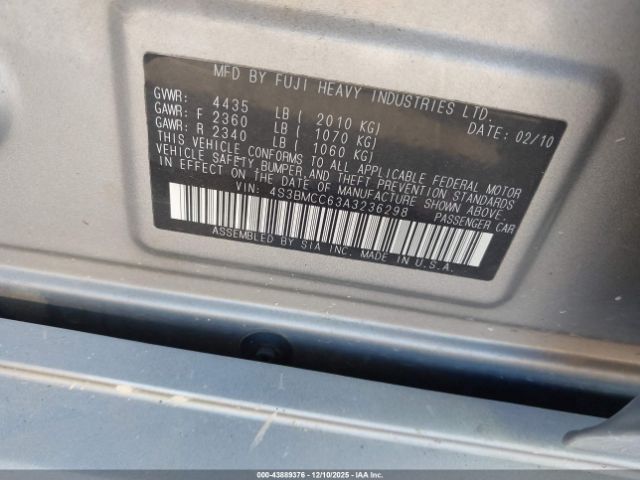 MFD BY FUJI HEAVY INDUSTRIES LTD.
GVWR: 4435 LB ( 2010 KG) DATE: 02/10
GAWR: F 2360 LB ( 1070 KG)
GAWR: R 2340 LB ( 1060 KG)
THIS VEHICLE CONFORMS TO ALL APPLICABLE FEDERAL MOTOR
VEHICLE SAFETY,BUMPER,AND THEFT PREVENTION STANDARDS
IN EFFECT ON THE DATE OF MANUFACTURE SHOWN ABOVE.
VIN: 4S3BMCC63A3236298 PASSENGER CAR
ASSEMBLED BY SIA INC. MADE IN U.S.A.
000-43889376 - 12/10/2025 - IAAC